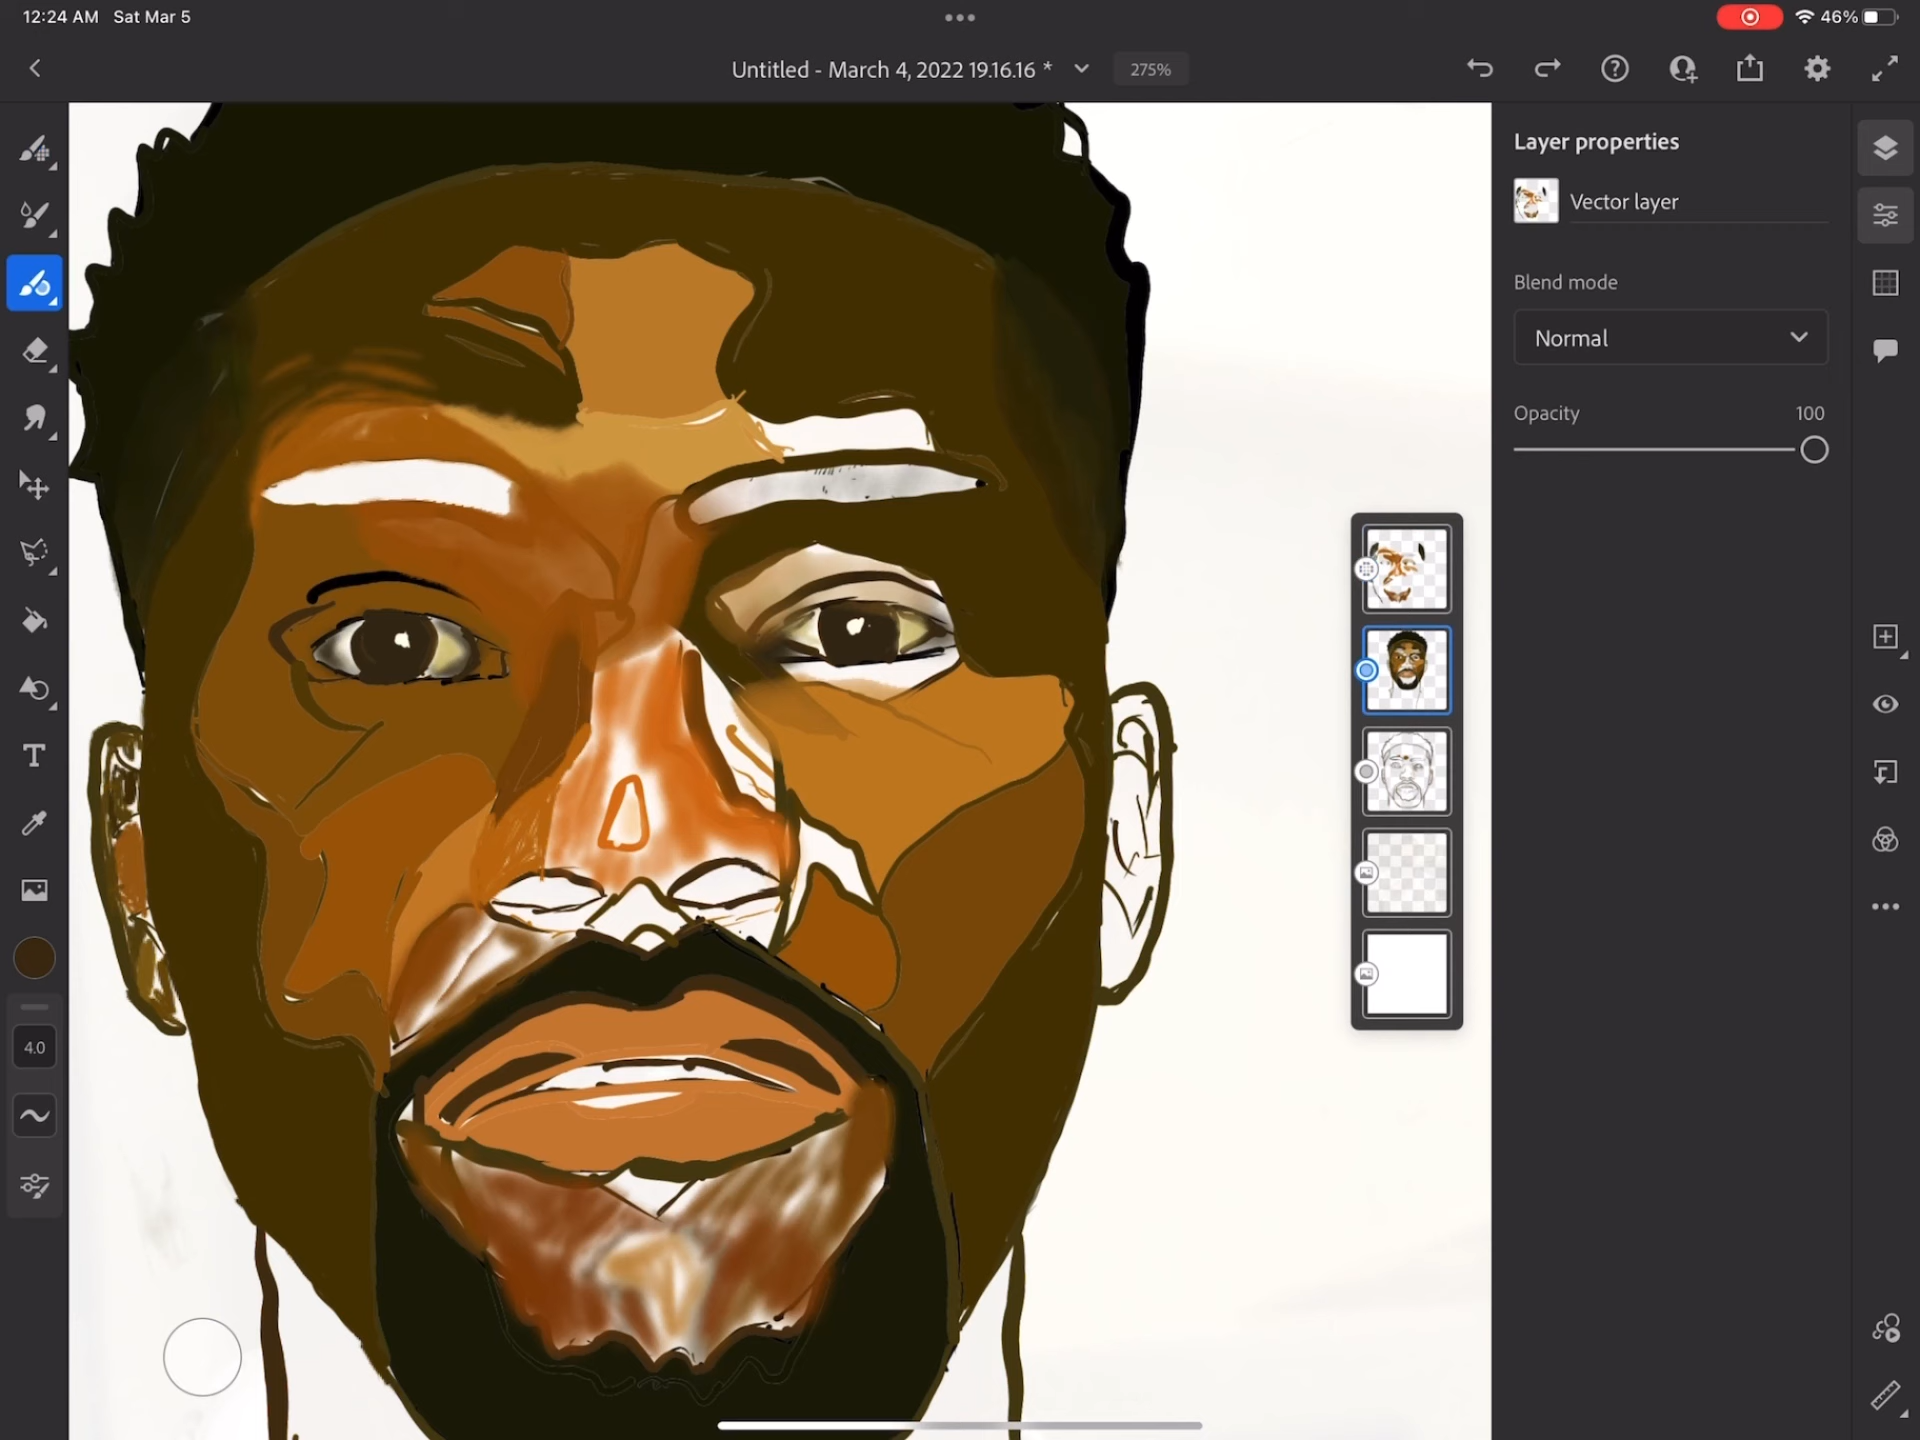 12:24 AM Sat Mar 5
46%
Untitled - March 4, 2022 19.16.16 *
275%
Layer properties
Vector layer
Blend mode
Normal
Opacity 100
T
4.0